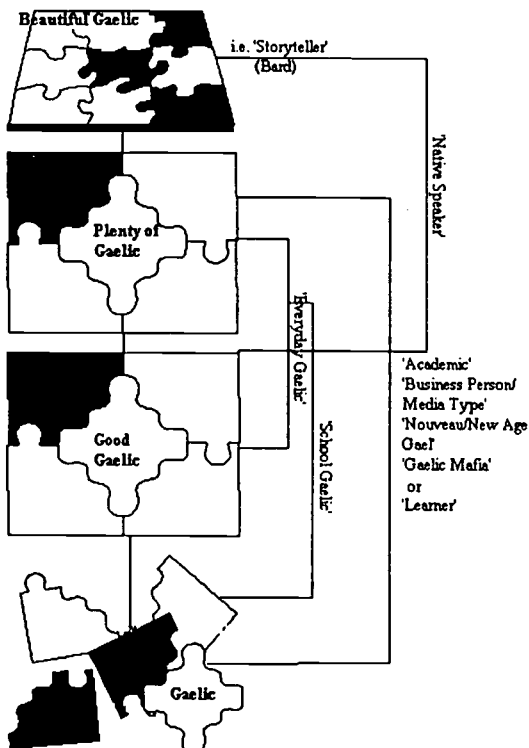 Beautiful Gaelic
i.e. 'Storyteller'
(Bard)
'Native Speaker'
Plenty of
Gaelic
'Everyday Gaelic'
'School Gaelic'
Good
Gaelic
'Academic'
'Business Person/
Media Type'
'Nouveau/New Age
Gael'
'Gaelic Mafia'
or
'Learner'
Gaelic